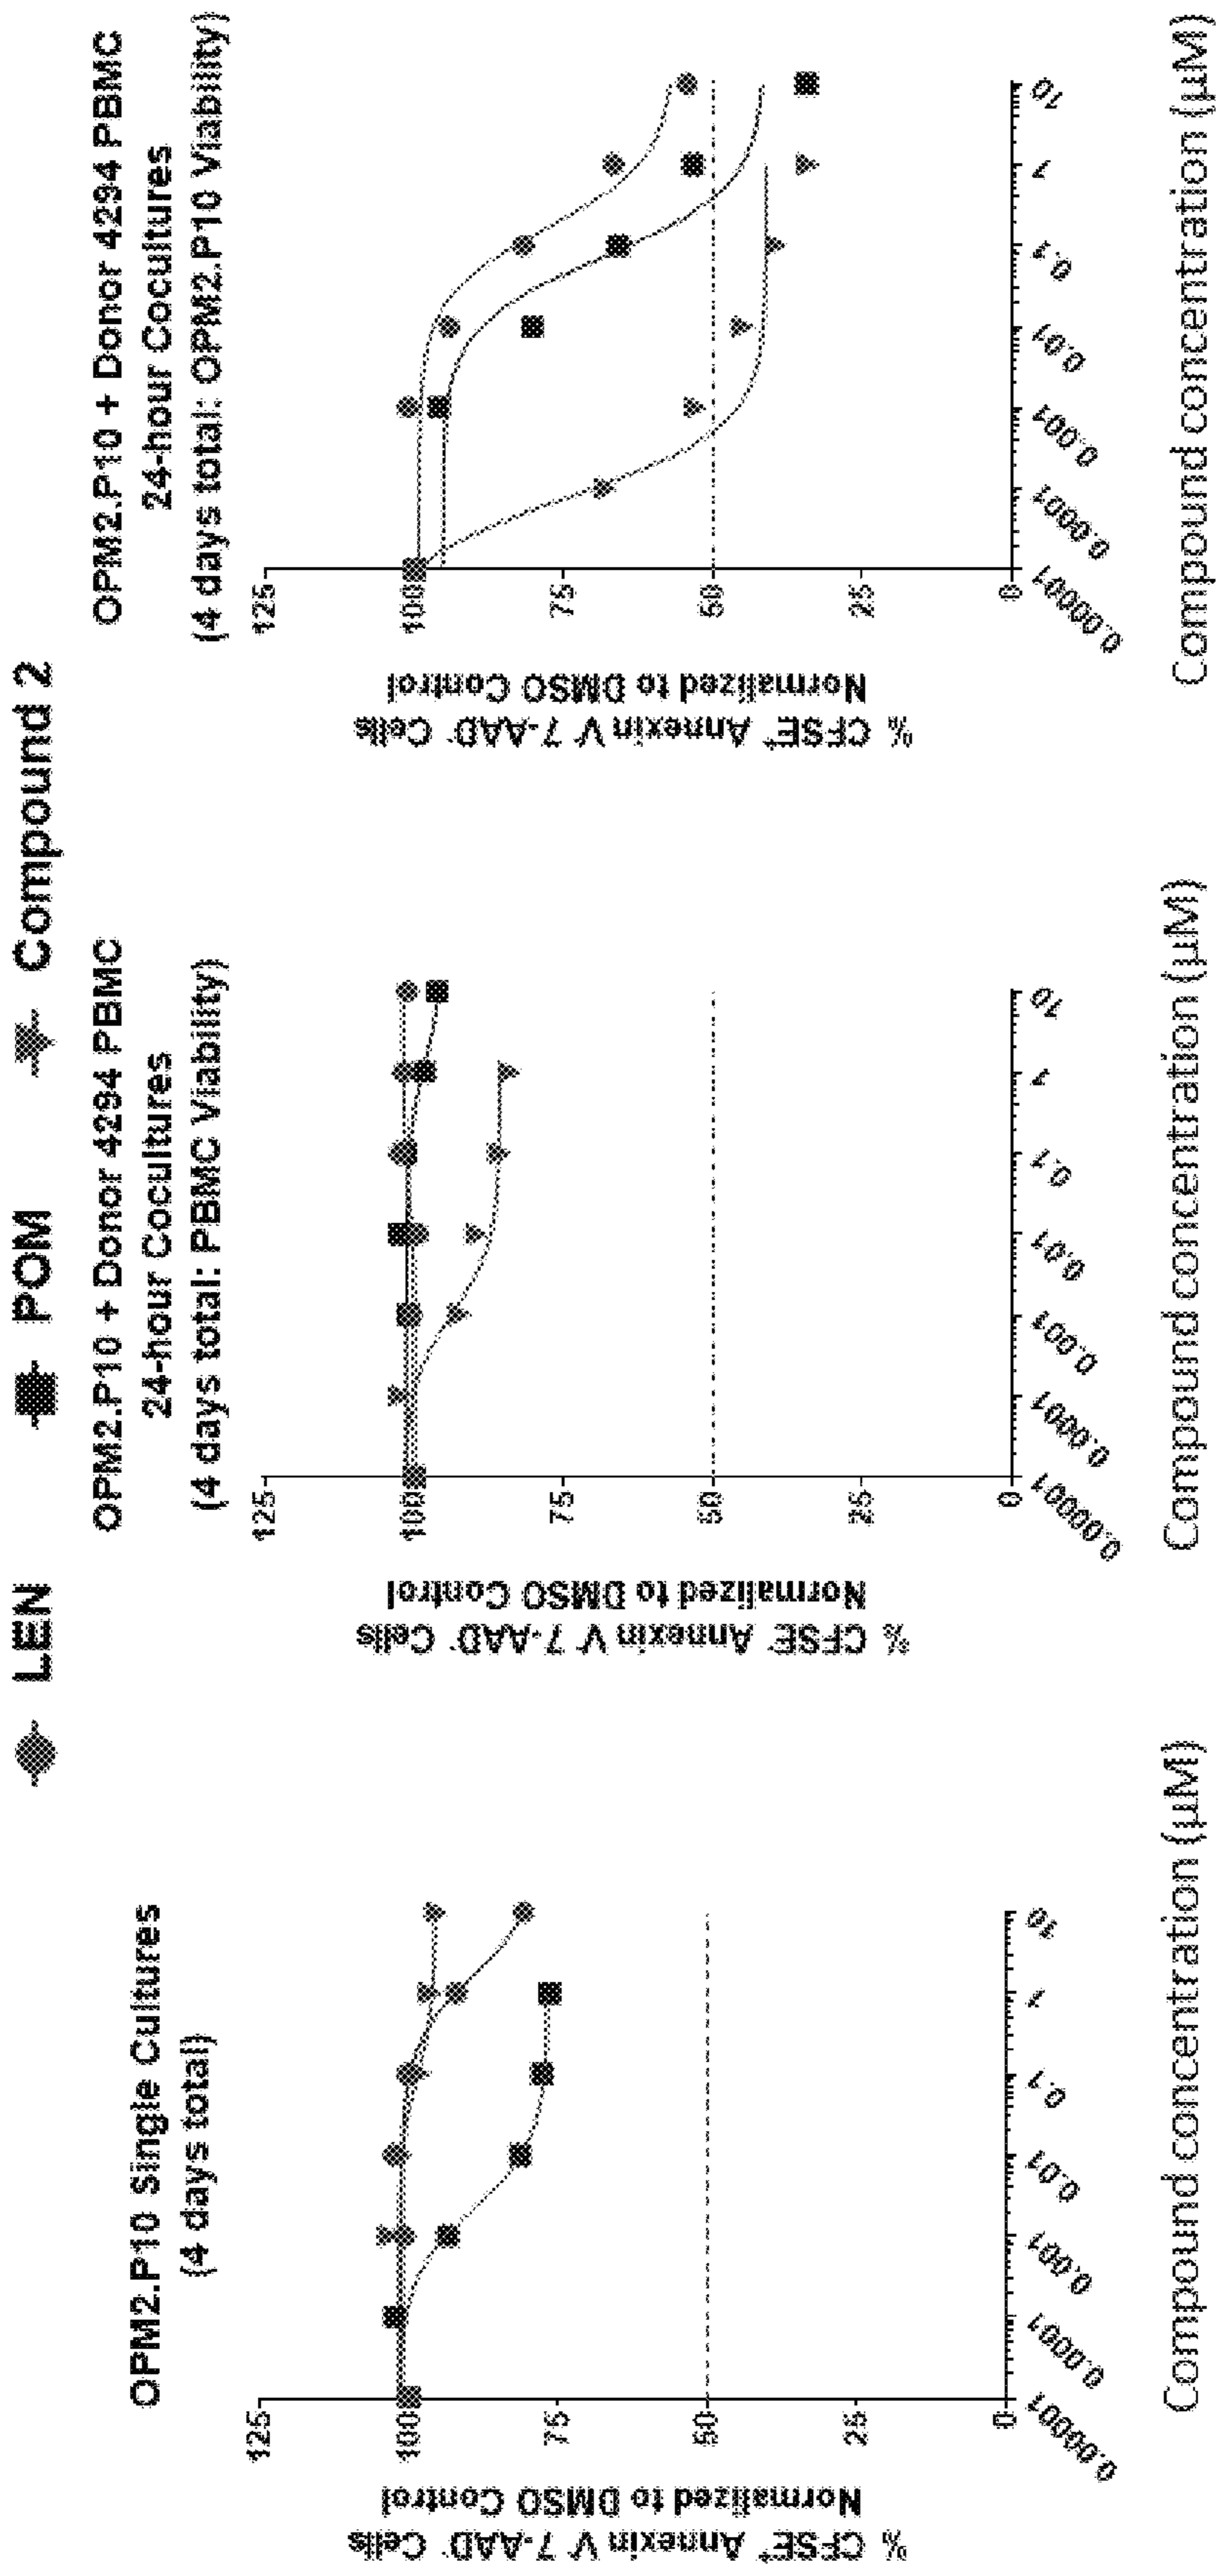 LEN
POM
Compound 2
OPM2.P10 Single Cultures
(4 days total)
% CFSE⁺ Annexin V⁻ 7-AAD⁻ Cells
Normalized to DMSO Control
125
100
75
50
25
0
0.00001
0.0001
0.001
0.01
0.1
1
10
Compound concentration (µM)
OPM2.P10 + Donor 4294 PBMC
24-hour Cocultures
(4 days total: PBMC Viability)
% CFSE⁻ Annexin V⁻ 7-AAD⁻ Cells
Normalized to DMSO Control
125
100
75
50
25
0
0.00001
0.0001
0.001
0.01
0.1
1
10
Compound concentration (µM)
OPM2.P10 + Donor 4294 PBMC
24-hour Cocultures
(4 days total: OPM2.P10 Viability)
% CFSE⁺ Annexin V⁻ 7-AAD⁻ Cells
Normalized to DMSO Control
125
100
75
50
25
0
0.00001
0.0001
0.001
0.01
0.1
1
10
Compound concentration (µM)